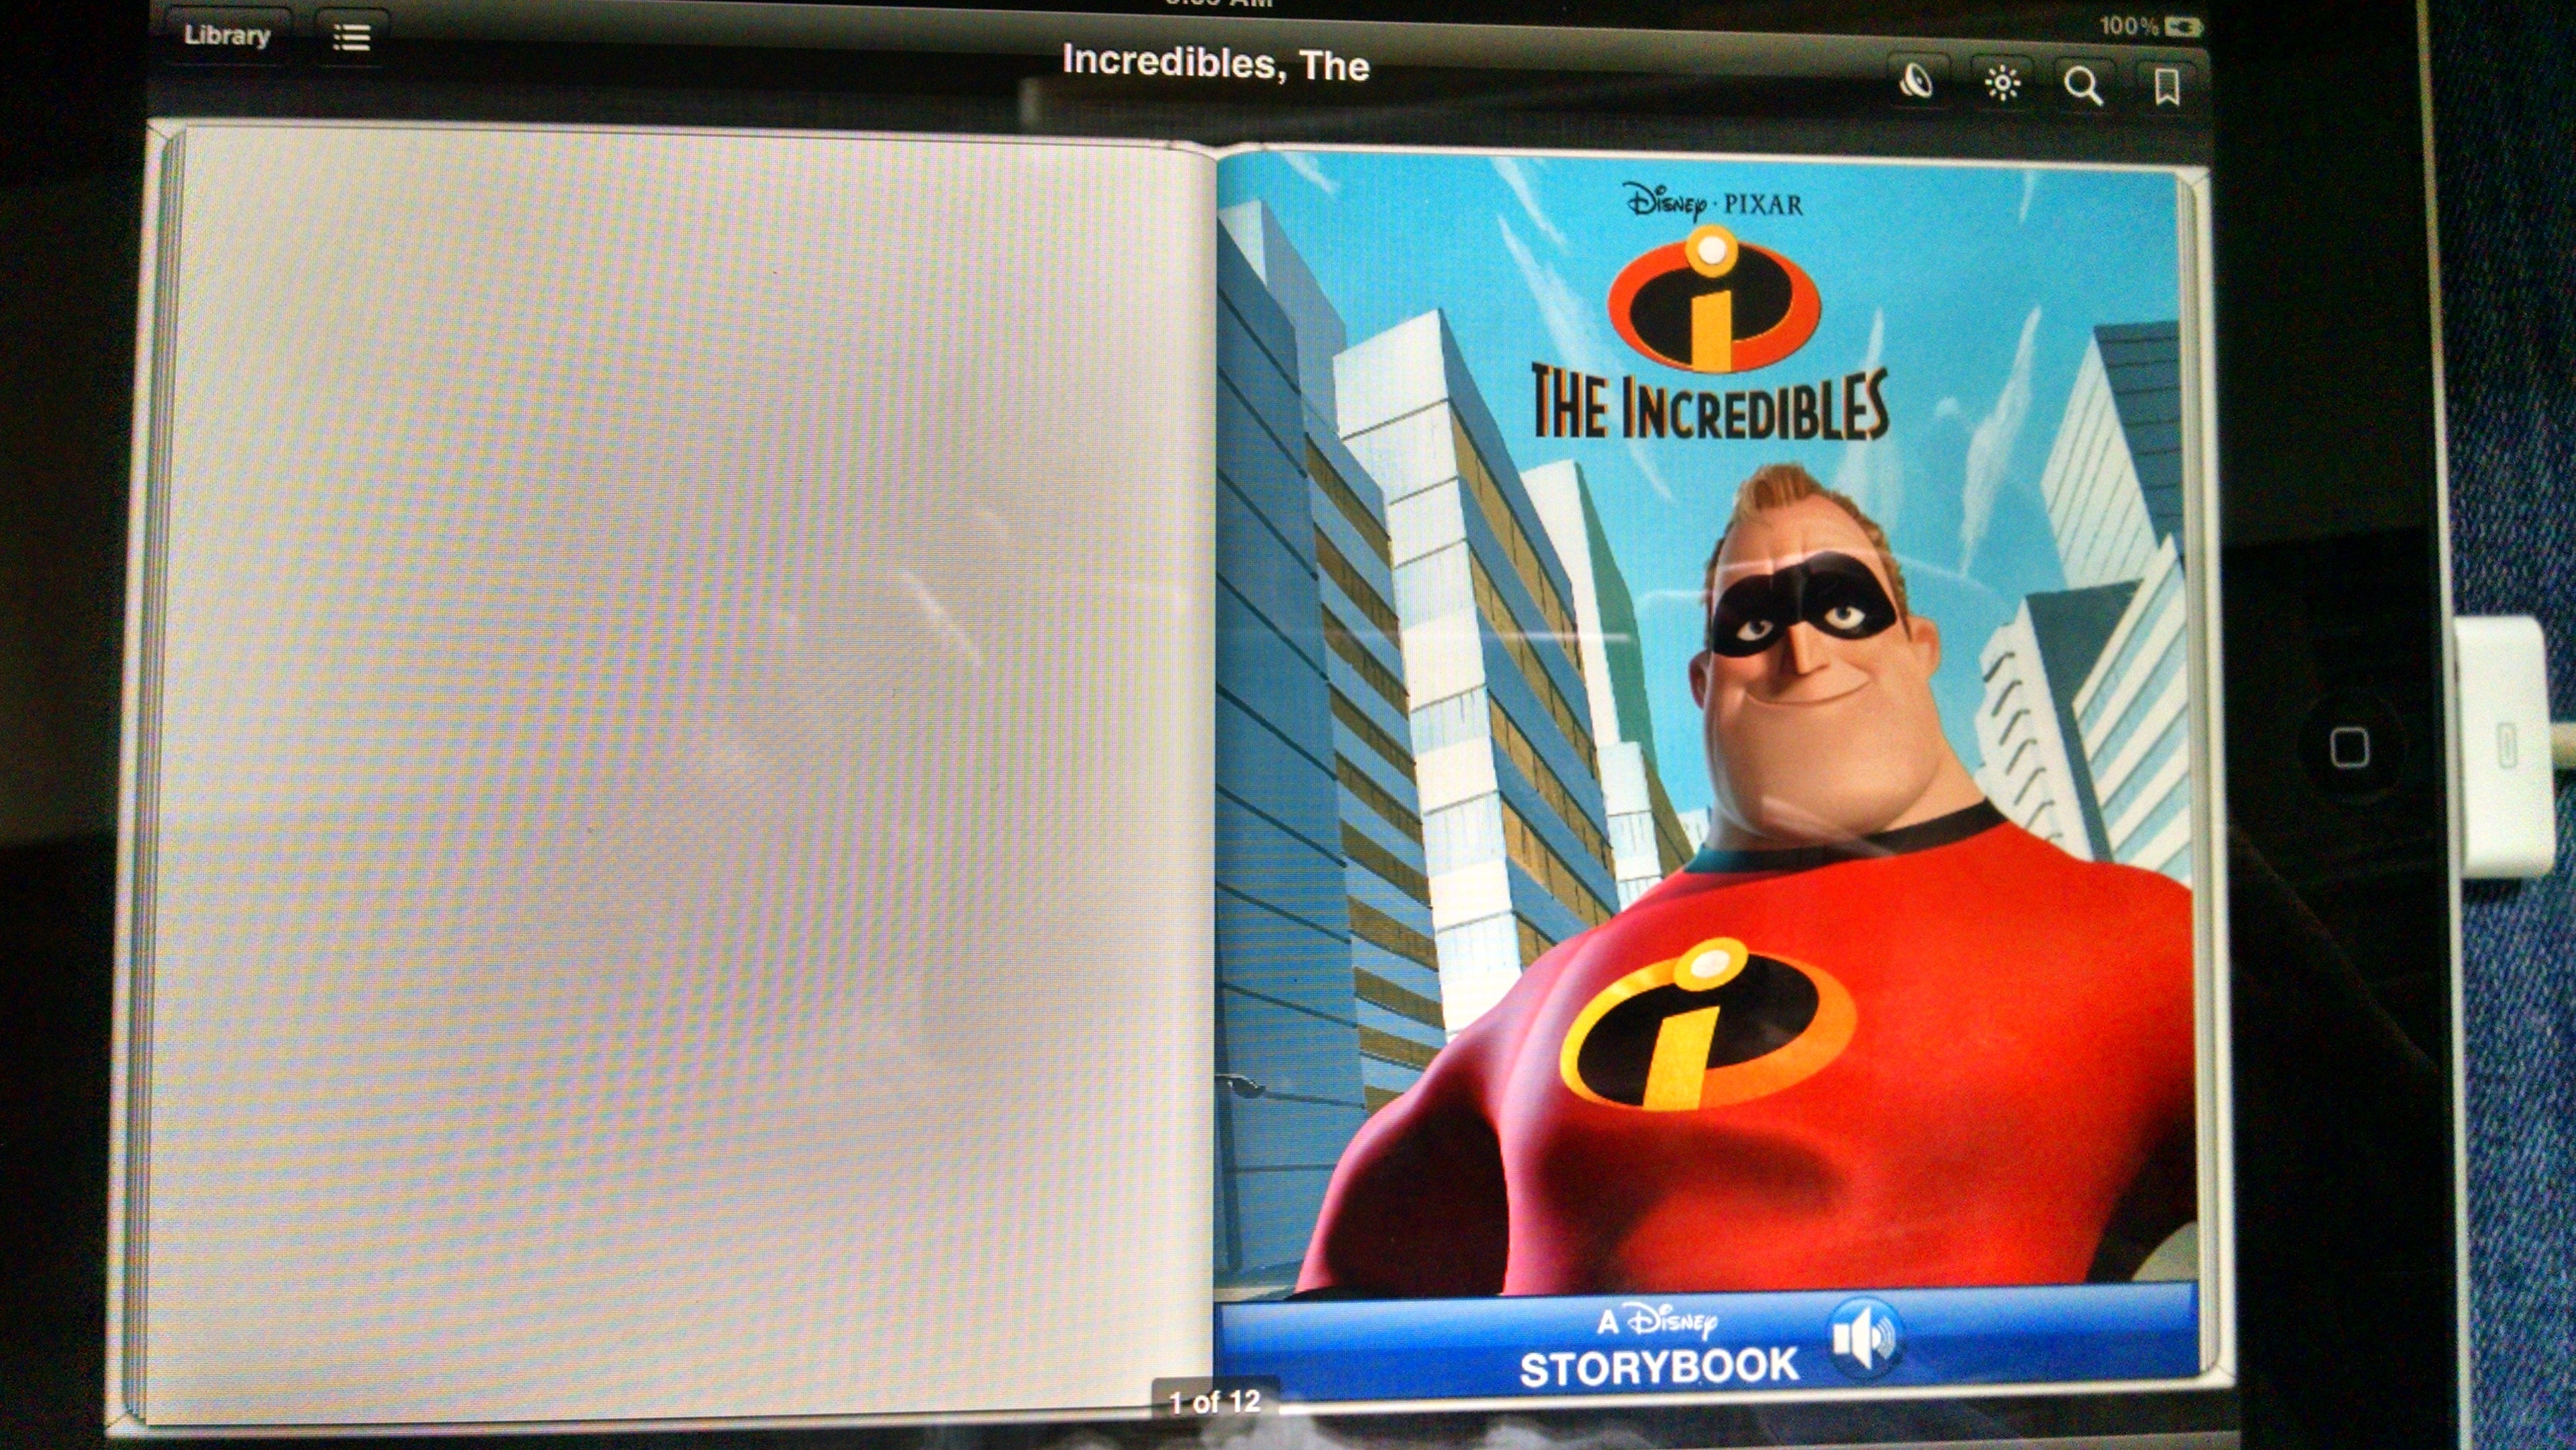 Library
100%
Incredibles, The
Disney · PIXAR
THE INCREDIBLES
A Disney
STORYBOOK
1 of 12